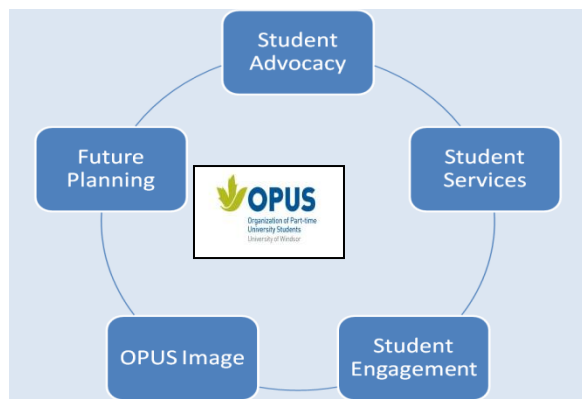 Student
Advocacy
Future
Planning
Student
Services
OPUS
Organization of Part-time
University Students
University of Windsor
OPUS Image
Student
Engagement